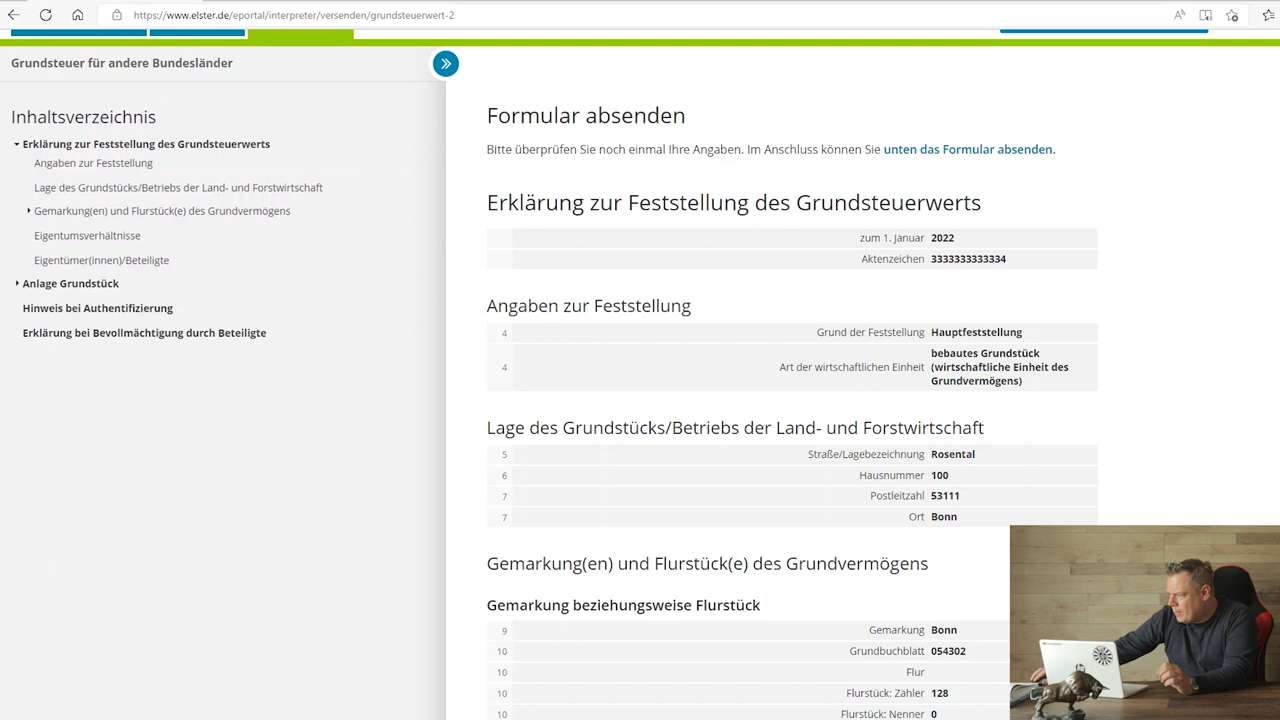 https://www.elster.de/eportal/interpreter/versenden/grundsteuerwert-2
Grundsteuer für andere Bundesländer
Inhaltsverzeichnis
Erklärung zur Feststellung des Grundsteuerwerts
Angaben zur Feststellung
Lage des Grundstücks/Betriebs der Land- und Forstwirtschaft
Gemarkung(en) und Flurstück(e) des Grundvermögens
Eigentumsverhältnisse
Eigentümer(innen)/Beteiligte
Anlage Grundstück
Hinweis bei Authentifizierung
Erklärung bei Bevollmächtigung durch Beteiligte
Formular absenden
Bitte überprüfen Sie noch einmal Ihre Angaben. Im Anschluss können Sie unten das Formular absenden.
Erklärung zur Feststellung des Grundsteuerwerts
zum 1. Januar 2022
Aktenzeichen 3333333333334
Angaben zur Feststellung
4 Grund der Feststellung Hauptfeststellung
4 Art der wirtschaftlichen Einheit bebautes Grundstück
(wirtschaftliche Einheit des
Grundvermögens)
Lage des Grundstücks/Betriebs der Land- und Forstwirtschaft
5 Straße/Lagebezeichnung Rosental
6 Hausnummer 100
7 Postleitzahl 53111
7 Ort Bonn
Gemarkung(en) und Flurstück(e) des Grundvermögens
Gemarkung beziehungsweise Flurstück
9 Gemarkung Bonn
10 Grundbuchblatt 054302
10 Flur
10 Flurstück: Zähler 128
10 Flurstück: Nenner 0